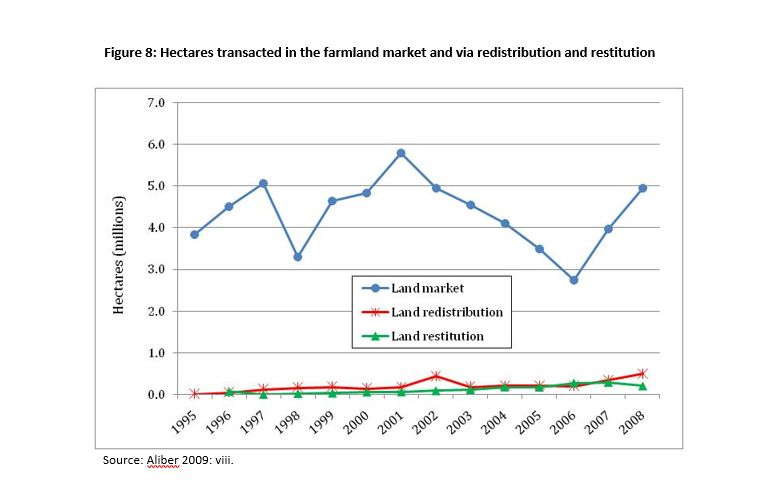 Figure 8: Hectares transacted in the farmland market and via redistribution and restitution
7.0
6.0
5.0
4.0
3.0
2.0
1.0
0.0
Hectares (millions)
Land market
Land redistribution
Land restitution
1995 1996 1997 1998 1999 2000 2001 2002 2003 2004 2005 2006 2007 2008
Source: Aliber 2009: viii.